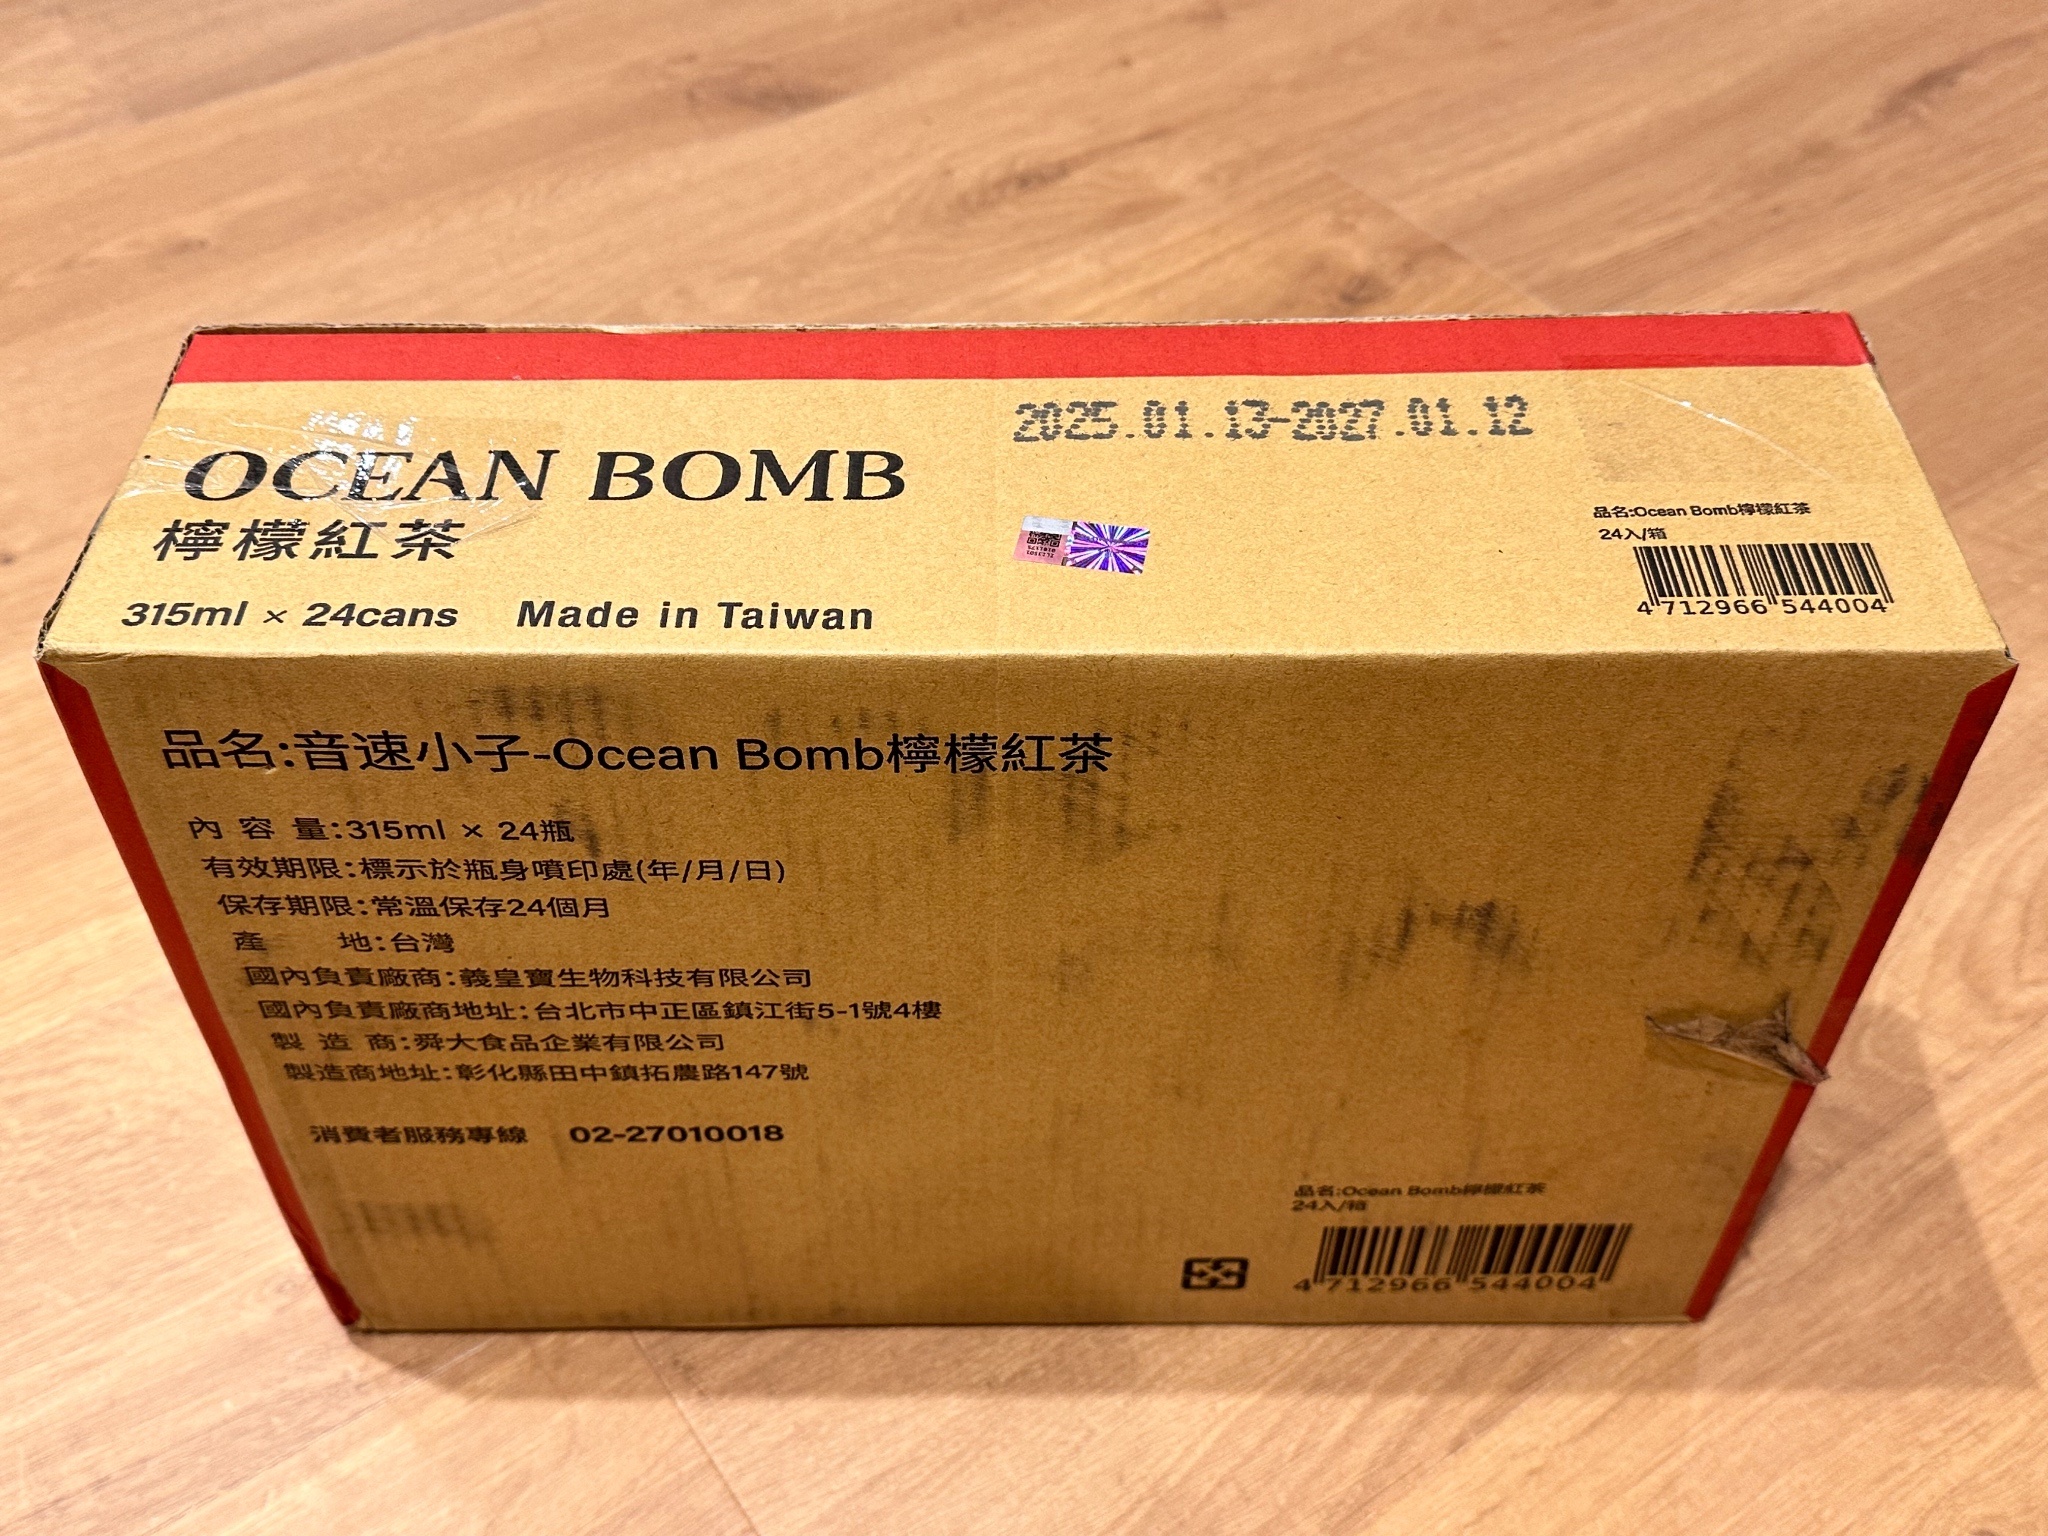 2025.01.13-2027.01.12
OCEAN BOMB
檸檬紅茶
315ml × 24cans Made in Taiwan
品名:Ocean Bomb檸檬紅茶
24入/箱
4 712966 544004
品名:音速小子-Ocean Bomb檸檬紅茶
內容量:315ml × 24瓶
有效期限:標示於瓶身噴印處(年/月/日)
保存期限:常溫保存24個月
產地:台灣
國內負責廠商:義皇寶生物科技有限公司
國內負責廠商地址:台北市中正區鎮江街5-1號4樓
製造商:舜大食品企業有限公司
製造商地址:彰化縣田中鎮拓農路147號
消費者服務專線 02-27010018
品名:Ocean Bomb檸檬紅茶
24入/箱
4 712966 544004